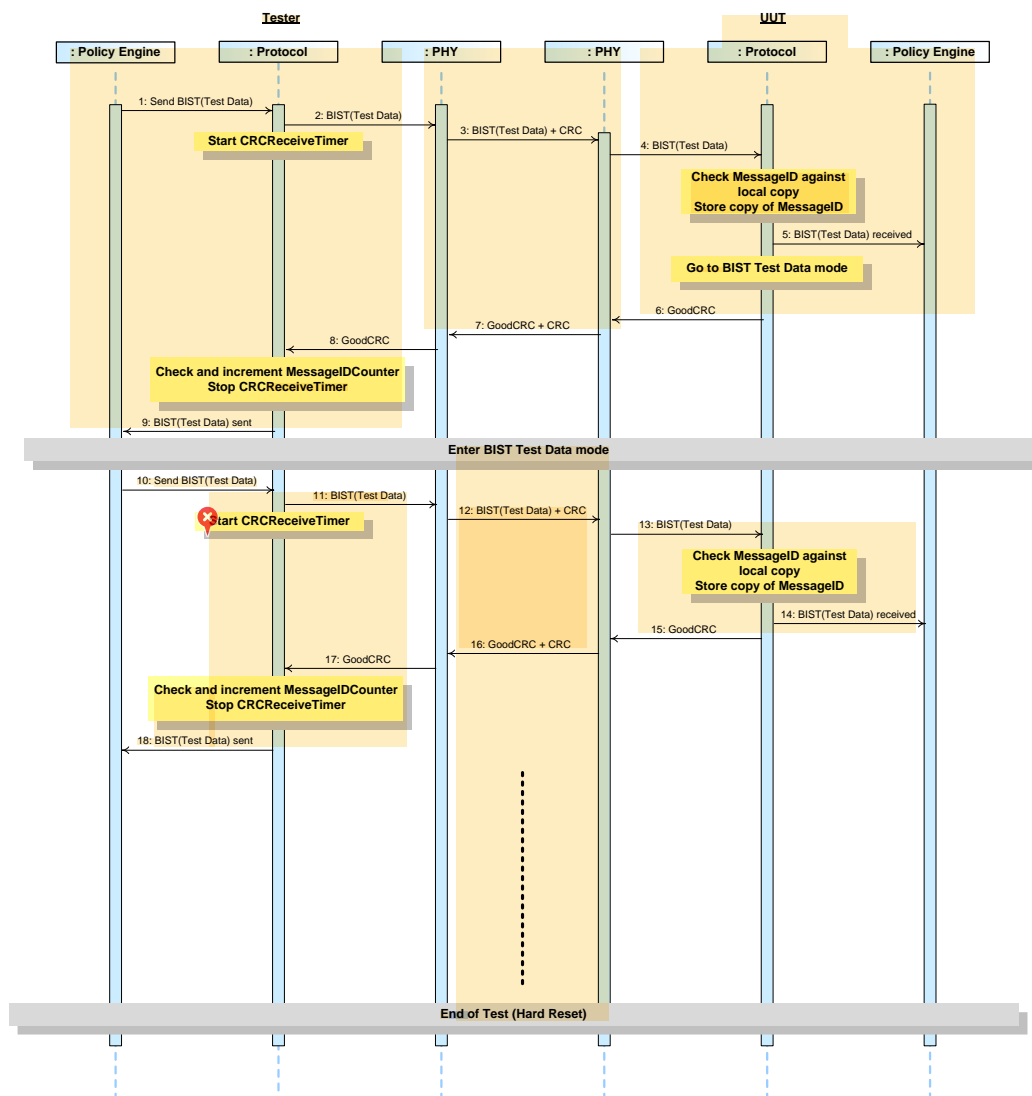 Tester
UUT
: Policy Engine
: Protocol
: PHY
: PHY
: Protocol
: Policy Engine
1: Send BIST(Test Data)
2: BIST(Test Data)
3: BIST(Test Data) + CRC
Start CRCReceiveTimer
4: BIST(Test Data)
Check MessageID against
local copy
Store copy of MessageID
5: BIST(Test Data) received
Go to BIST Test Data mode
6: GoodCRC
7: GoodCRC + CRC
8: GoodCRC
Check and increment MessageIDCounter
Stop CRCReceiveTimer
9: BIST(Test Data) sent
Enter BIST Test Data mode
10: Send BIST(Test Data)
11: BIST(Test Data)
12: BIST(Test Data) + CRC
Start CRCReceiveTimer
13: BIST(Test Data)
Check MessageID against
local copy
Store copy of MessageID
14: BIST(Test Data) received
15: GoodCRC
16: GoodCRC + CRC
17: GoodCRC
Check and increment MessageIDCounter
Stop CRCReceiveTimer
18: BIST(Test Data) sent
End of Test (Hard Reset)